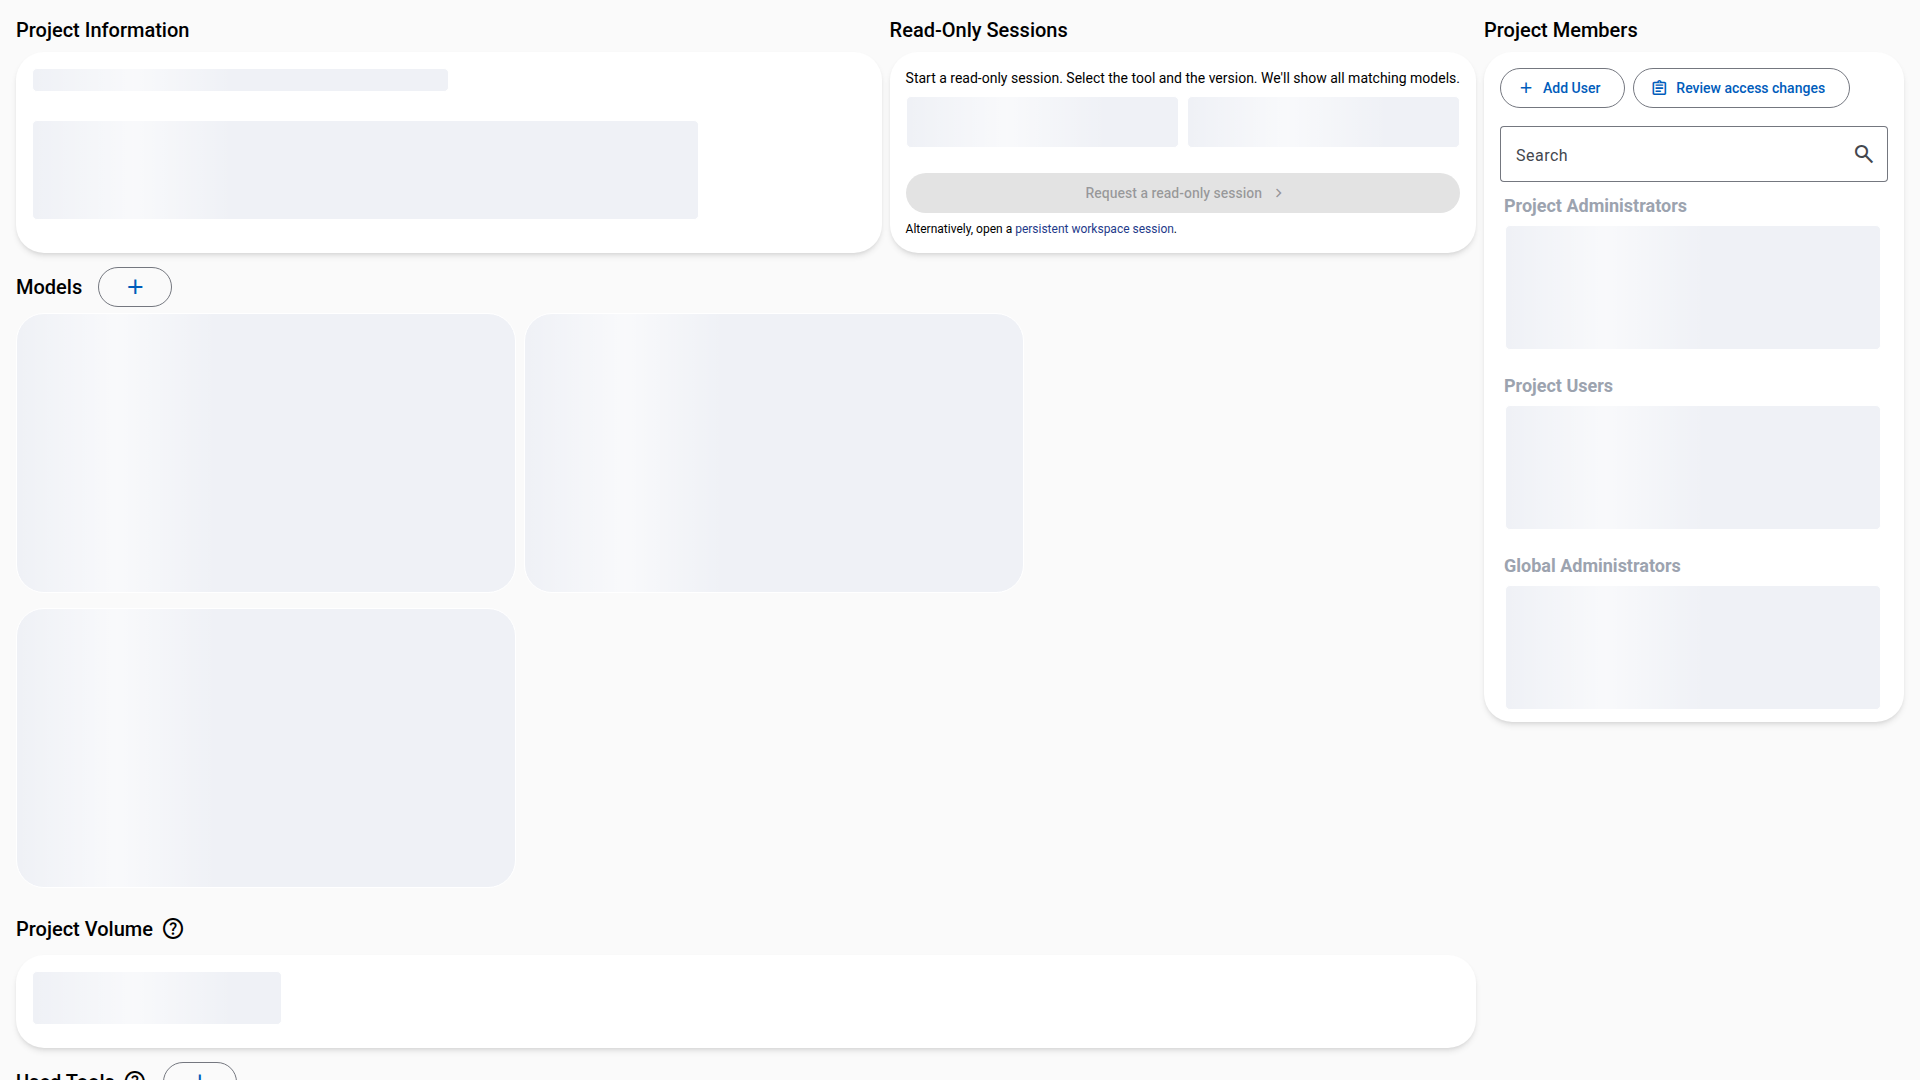 Project Information
Read-Only Sessions
Start a read-only session. Select the tool and the version. We'll show all matching models.
Request a read-only session
Alternatively, open a persistent workspace session.
Project Members
Add User
Review access changes
Search
Project Administrators
Project Users
Global Administrators
Models
Project Volume
Used Tools